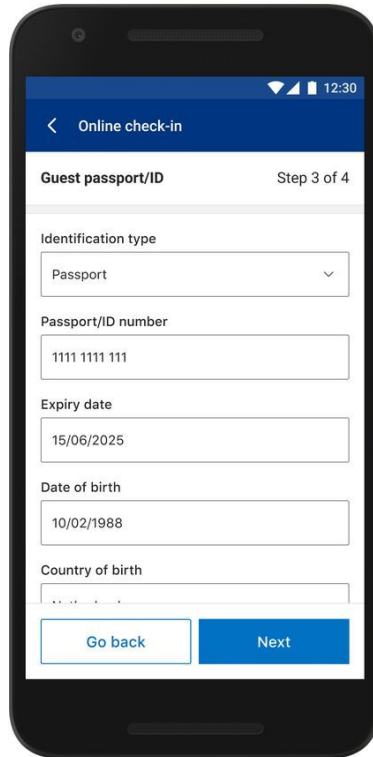 12:30
Online check-in
Guest passport/ID Step 3 of 4
Identification type
Passport
Passport/ID number
1111 1111 111
Expiry date
15/06/2025
Date of birth
10/02/1988
Country of birth
Go back Next